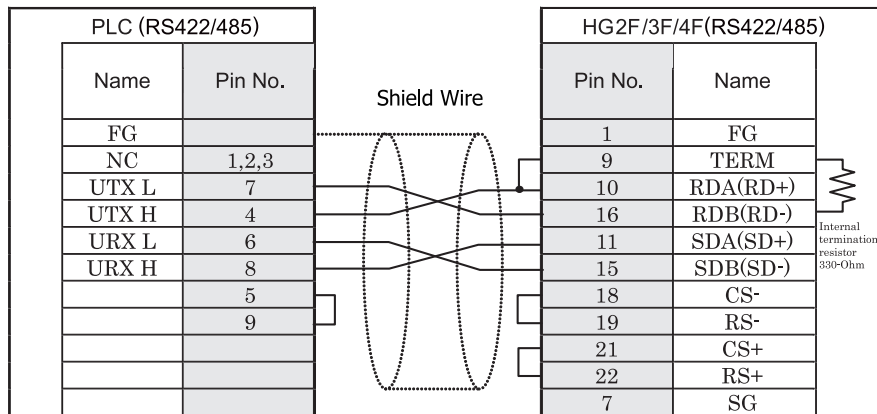 PLC (RS422/485)
HG2F/3F/4F(RS422/485)
Name Pin No.
Shield Wire
Pin No. Name
FG
1 FG
NC 1,2,3
9 TERM
UTX L 7
10 RDA(RD+)
UTX H 4
16 RDB(RD-)
URX L 6
11 SDA(SD+)
URX H 8
15 SDB(SD-)
5
18 CS-
9
19 RS-
21 CS+
22 RS+
7 SG
Internal
termination
resistor
330-Ohm